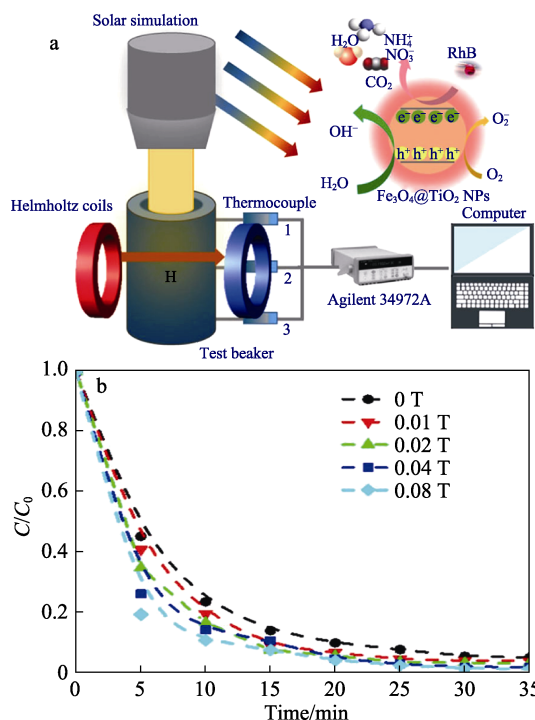 a
Solar simulation
H₂O
NH₄⁺
NO₃⁻
CO₂
RhB
e⁻ e⁻ e⁻ e⁻
OH⁻
O₂⁻
h⁺ h⁺ h⁺ h⁺
H₂O
O₂
Fe₃O₄@TiO₂ NPs
Helmholtz coils
Thermocouple
Computer
1
H
2
3
Agilent 34972A
Test beaker
b
1.0
0.8
0.6
0.4
0.2
0
C/C₀
0 T
0.01 T
0.02 T
0.04 T
0.08 T
5 10 15 20 25 30 35
Time/min